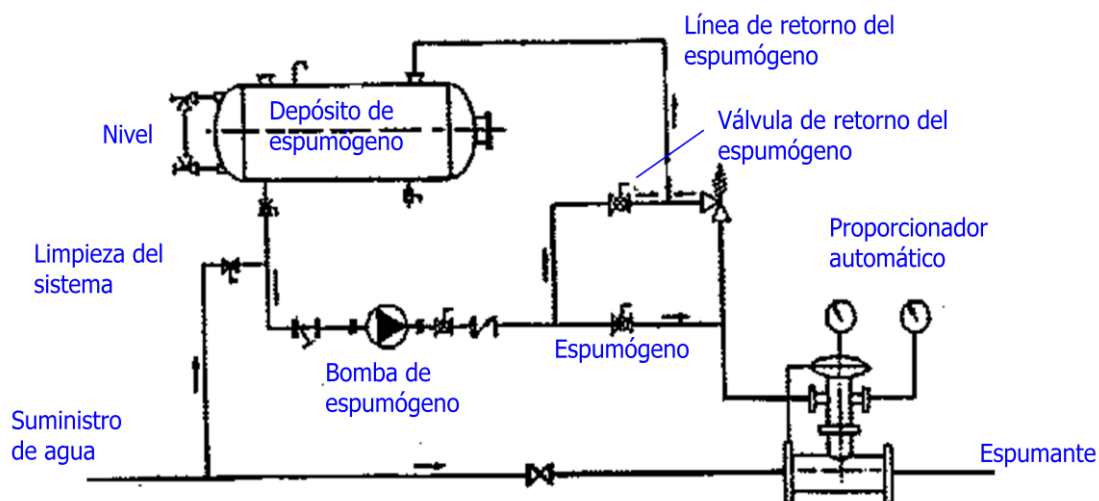 Línea de retorno del
espumógeno
Depósito de
espumógeno
Nivel
Válvula de retorno del
espumógeno
Proporcionador
automático
Limpieza del
sistema
Espumógeno
Bomba de
espumógeno
Suministro
de agua
Espumante